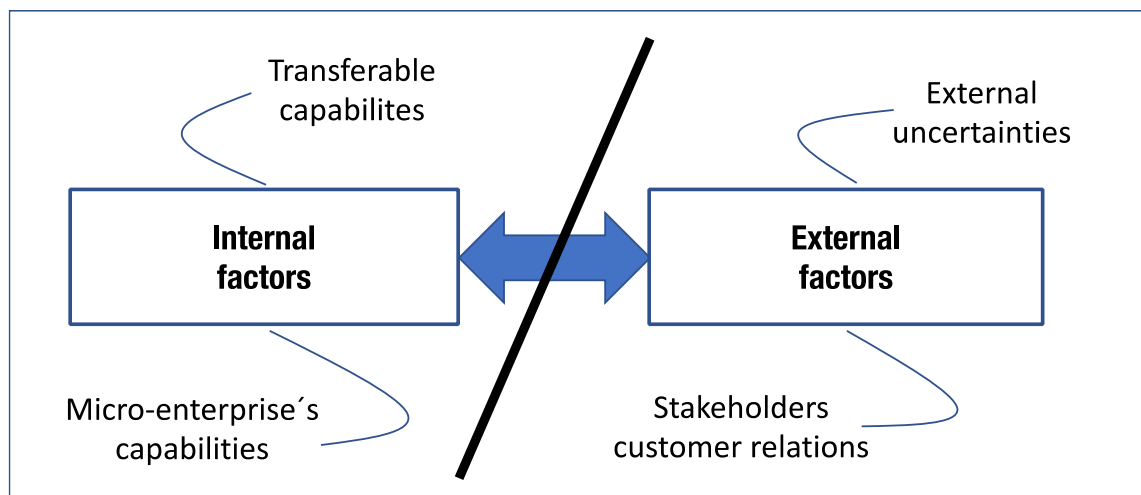 Transferable
capabilites
External
uncertainties
Internal
factors
External
factors
Micro-enterprise´s
capabilities
Stakeholders
customer relations